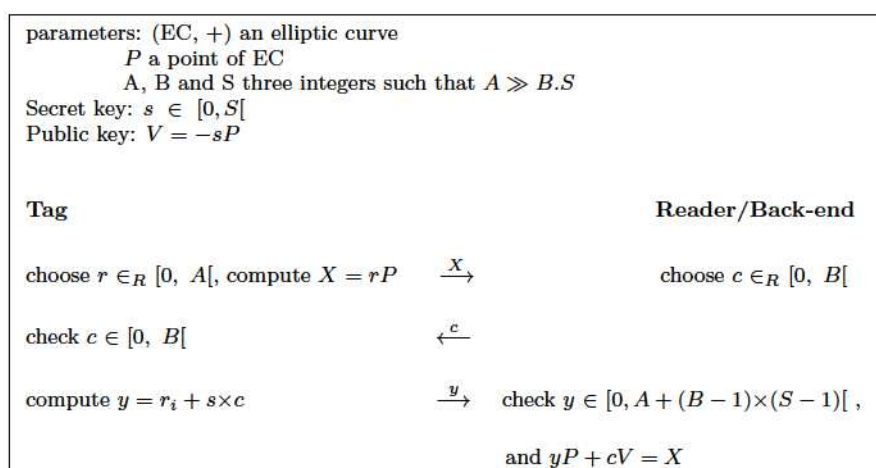 parameters: (EC, +) an elliptic curve
P a point of EC
A, B and S three integers such that A ≫ B.S
Secret key: s ∈ [0, S[
Public key: V = −sP
Tag Reader/Back-end
choose r ∈R [0, A[, compute X = rP X → choose c ∈R [0, B[
check c ∈ [0, B[ c ←
compute y = ri + s×c y → check y ∈ [0, A + (B − 1)×(S − 1)[ ,
and yP + cV = X